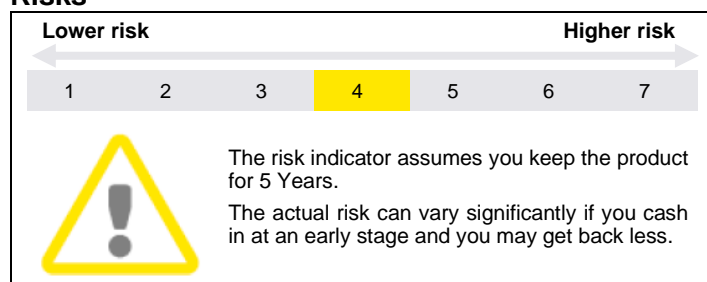 Risks
Lower risk Higher risk
1 2 3 4 5 6 7
The risk indicator assumes you keep the product
for 5 Years.
The actual risk can vary significantly if you cash
in at an early stage and you may get back less.